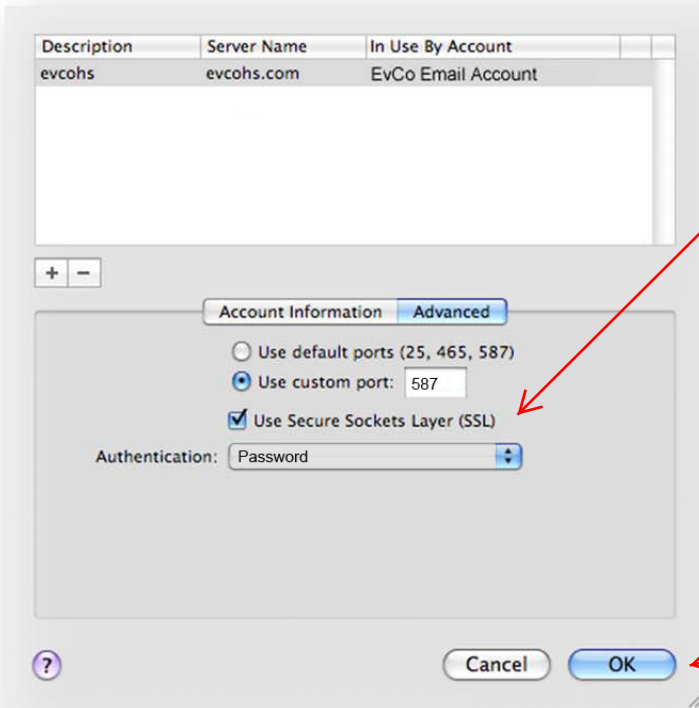 Description Server Name In Use By Account
evcohs evcohs.com EvCo Email Account
+ −
Account Information Advanced
Use default ports (25, 465, 587)
Use custom port: 587
Use Secure Sockets Layer (SSL)
Authentication: Password
? Cancel OK